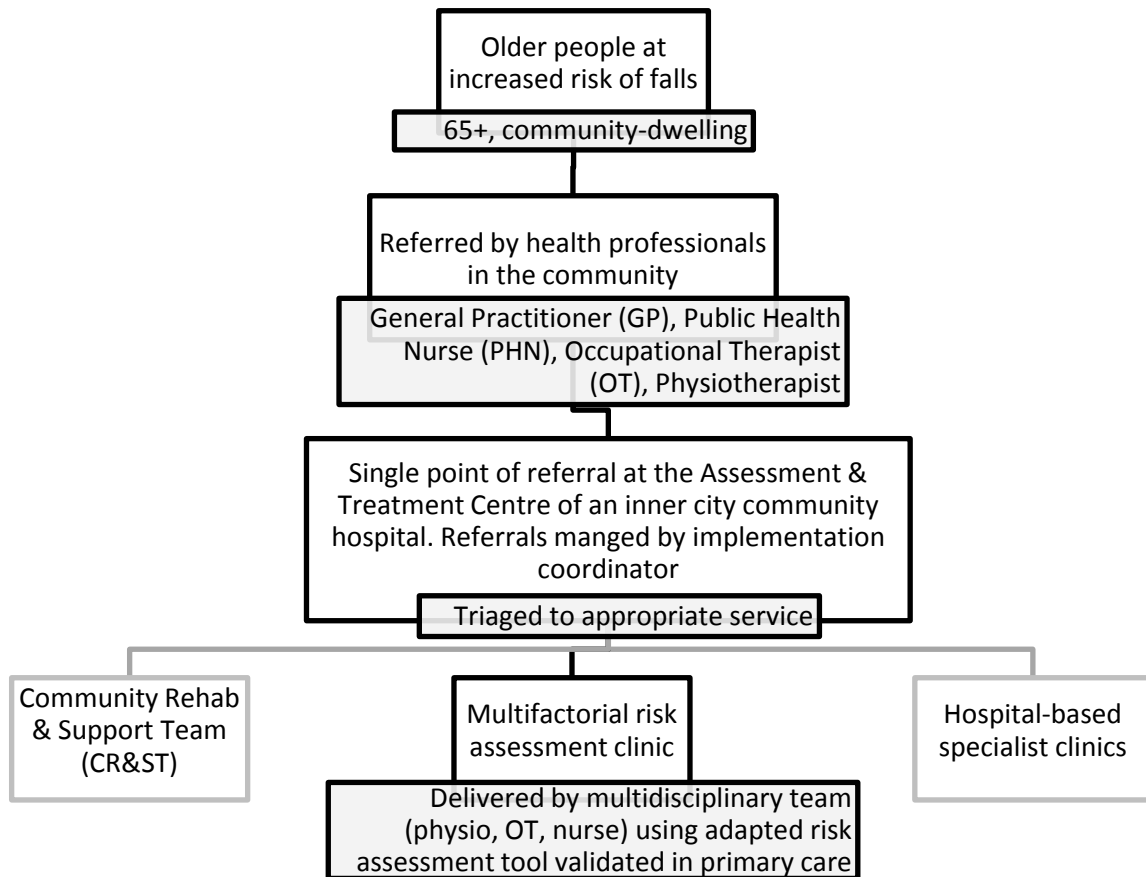 Older people at
increased risk of falls
65+, community-dwelling
Referred by health professionals
in the community
General Practitioner (GP), Public Health
Nurse (PHN), Occupational Therapist
(OT), Physiotherapist
Single point of referral at the Assessment &
Treatment Centre of an inner city community
hospital. Referrals manged by implementation
coordinator
Triaged to appropriate service
Community Rehab
& Support Team
(CR&ST)
Multifactorial risk
assessment clinic
Delivered by multidisciplinary team
(physio, OT, nurse) using adapted risk
assessment tool validated in primary care
Hospital-based
specialist clinics